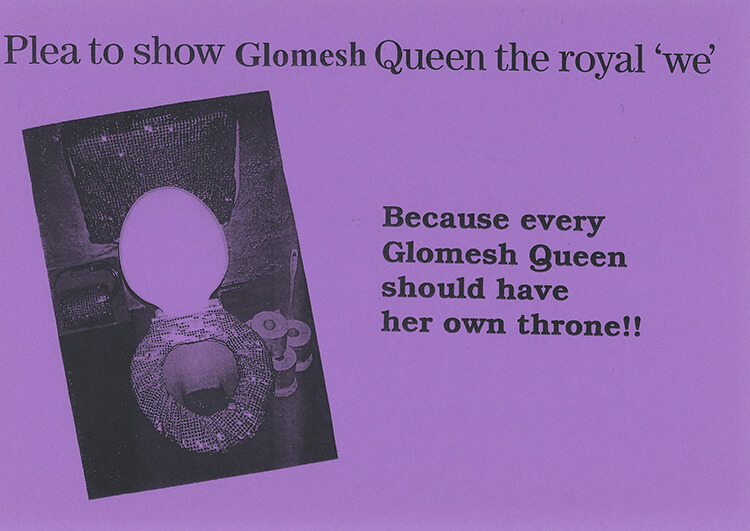 Plea to show Glomesh Queen the royal ‘we’
Because every
Glomesh Queen
should have
her own throne!!